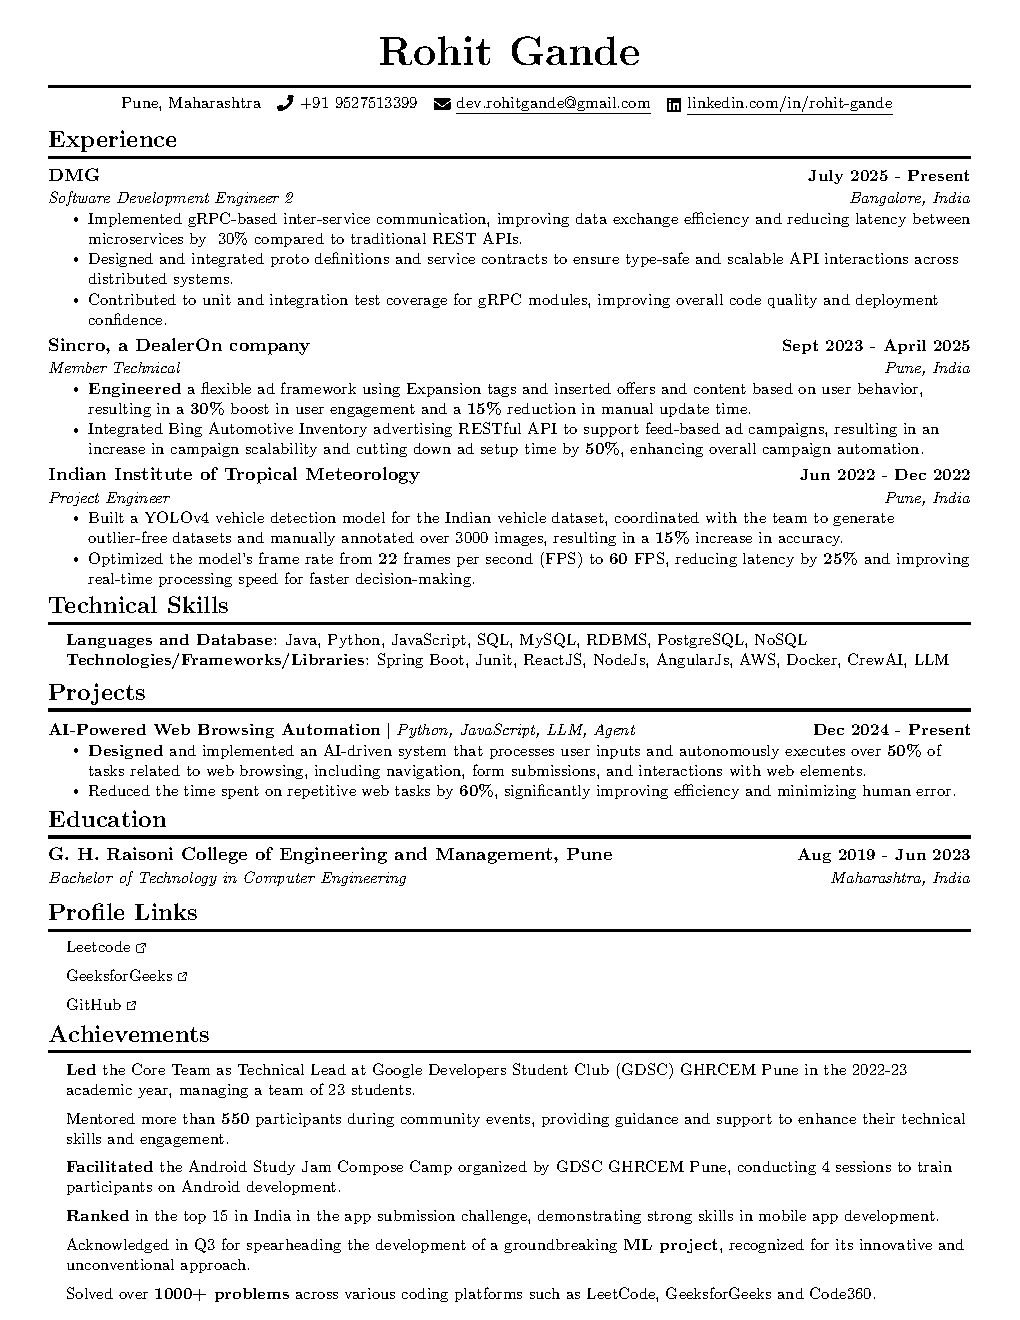 Rohit Gande
Pune, Maharashtra +91 9527513399 dev.rohitgande@gmail.com linkedin.com/in/rohit-gande
Experience
DMG July 2025 - Present
Software Development Engineer 2 Bangalore, India
• Implemented gRPC-based inter-service communication, improving data exchange efficiency and reducing latency between
microservices by 30% compared to traditional REST APIs.
• Designed and integrated proto definitions and service contracts to ensure type-safe and scalable API interactions across
distributed systems.
• Contributed to unit and integration test coverage for gRPC modules, improving overall code quality and deployment
confidence.
Sincro, a DealerOn company Sept 2023 - April 2025
Member Technical Pune, India
• Engineered a flexible ad framework using Expansion tags and inserted offers and content based on user behavior,
resulting in a 30% boost in user engagement and a 15% reduction in manual update time.
• Integrated Bing Automotive Inventory advertising RESTful API to support feed-based ad campaigns, resulting in an
increase in campaign scalability and cutting down ad setup time by 50%, enhancing overall campaign automation.
Indian Institute of Tropical Meteorology Jun 2022 - Dec 2022
Project Engineer Pune, India
• Built a YOLOv4 vehicle detection model for the Indian vehicle dataset, coordinated with the team to generate
outlier-free datasets and manually annotated over 3000 images, resulting in a 15% increase in accuracy.
• Optimized the model's frame rate from 22 frames per second (FPS) to 60 FPS, reducing latency by 25% and improving
real-time processing speed for faster decision-making.
Technical Skills
Languages and Database: Java, Python, JavaScript, SQL, MySQL, RDBMS, PostgreSQL, NoSQL
Technologies/Frameworks/Libraries: Spring Boot, Junit, ReactJS, NodeJs, AngularJs, AWS, Docker, CrewAI, LLM
Projects
AI-Powered Web Browsing Automation | Python, JavaScript, LLM, Agent Dec 2024 - Present
• Designed and implemented an AI-driven system that processes user inputs and autonomously executes over 50% of
tasks related to web browsing, including navigation, form submissions, and interactions with web elements.
• Reduced the time spent on repetitive web tasks by 60%, significantly improving efficiency and minimizing human error.
Education
G. H. Raisoni College of Engineering and Management, Pune Aug 2019 - Jun 2023
Bachelor of Technology in Computer Engineering Maharashtra, India
Profile Links
Leetcode
GeeksforGeeks
GitHub
Achievements
Led the Core Team as Technical Lead at Google Developers Student Club (GDSC) GHRCEM Pune in the 2022-23
academic year, managing a team of 23 students.
Mentored more than 550 participants during community events, providing guidance and support to enhance their technical
skills and engagement.
Facilitated the Android Study Jam Compose Camp organized by GDSC GHRCEM Pune, conducting 4 sessions to train
participants on Android development.
Ranked in the top 15 in India in the app submission challenge, demonstrating strong skills in mobile app development.
Acknowledged in Q3 for spearheading the development of a groundbreaking ML project, recognized for its innovative and
unconventional approach.
Solved over 1000+ problems across various coding platforms such as LeetCode, GeeksforGeeks and Code360.